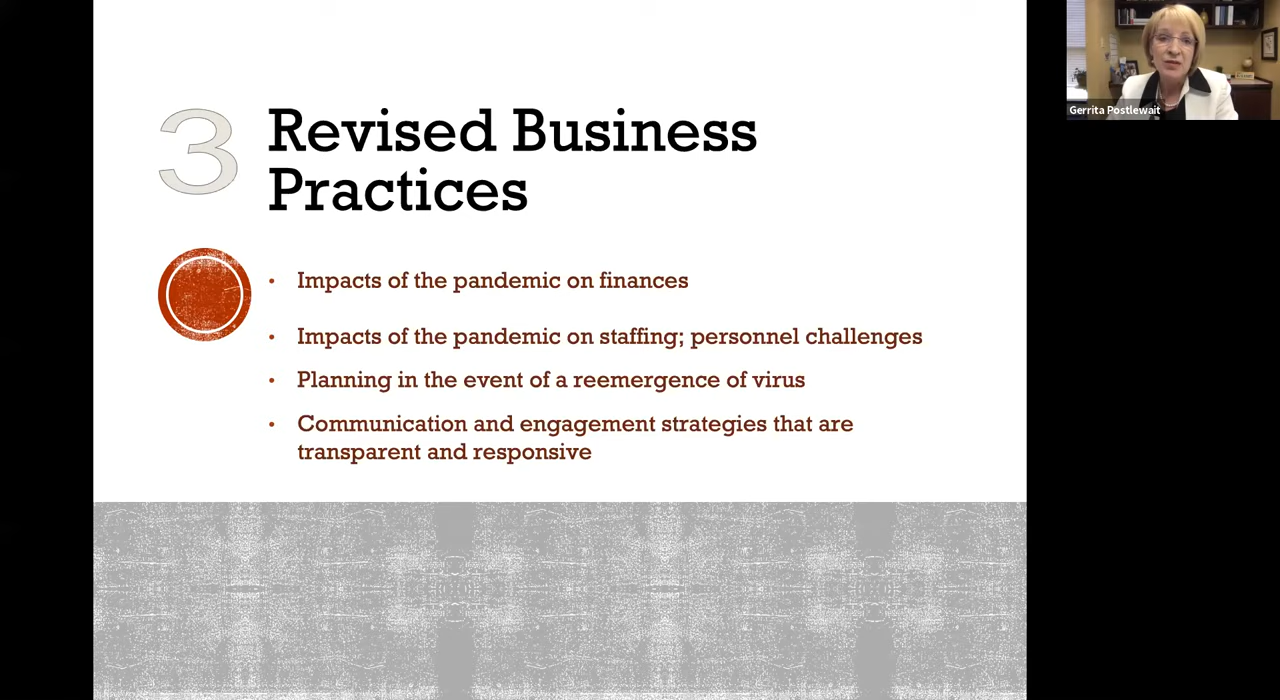 3 Revised Business
Practices
• Impacts of the pandemic on finances
• Impacts of the pandemic on staffing; personnel challenges
• Planning in the event of a reemergence of virus
• Communication and engagement strategies that are
transparent and responsive
Gerrita Postlewait